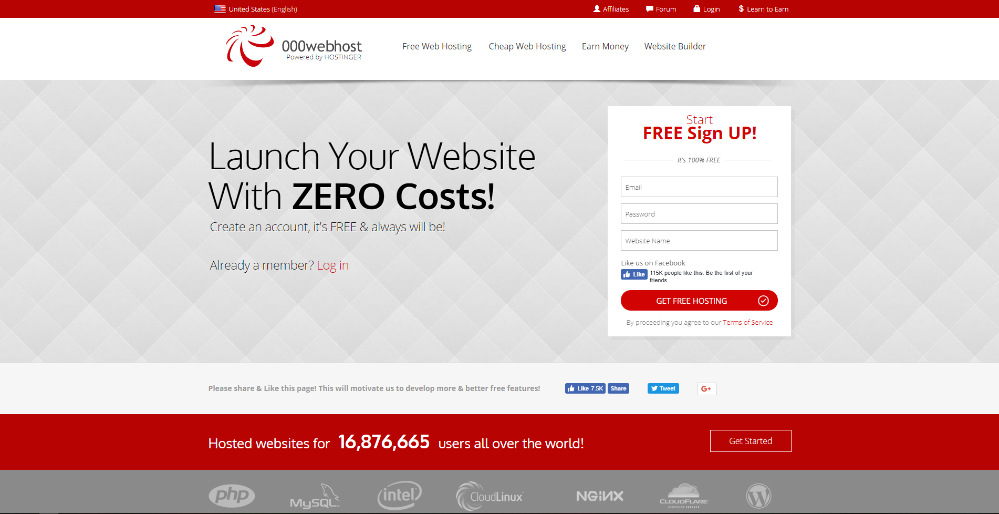 United States (English)
Affiliates
Forum
Login
Learn to Earn
000webhost
Powered by HOSTINGER
Free Web Hosting
Cheap Web Hosting
Earn Money
Website Builder
Launch Your Website
With ZERO Costs!
Create an account, it's FREE & always will be!
Already a member? Log in
Start
FREE Sign UP!
It's 100% FREE
Email
Password
Website Name
Like us on Facebook
Like
115K people like this. Be the first of your
friends.
GET FREE HOSTING
By proceeding you agree to our Terms of Service
Please share & Like this page! This will motivate us to develop more & better free features!
Like 7.5K
Share
Tweet
G+
Hosted websites for 16,876,665 users all over the world!
Get Started
php
MySQL
intel
CloudLinux
NGiNX
CLOUDFLARE
CERTIFIED PARTNER
W